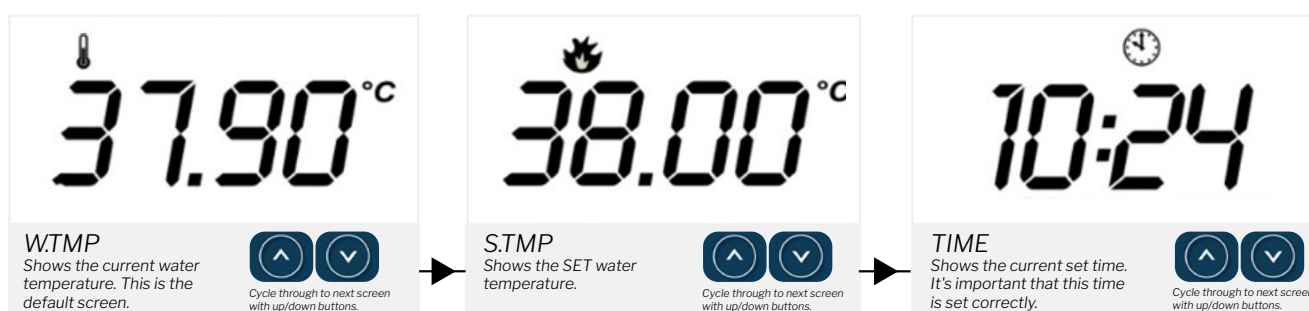 37.90 °C
W.TMP
Shows the current water
temperature. This is the
default screen.
Cycle through to next screen
with up/down buttons.
38.00 °C
S.TMP
Shows the SET water
temperature.
Cycle through to next screen
with up/down buttons.
10:24
TIME
Shows the current set time.
It's important that this time
is set correctly.
Cycle through to next screen
with up/down buttons.